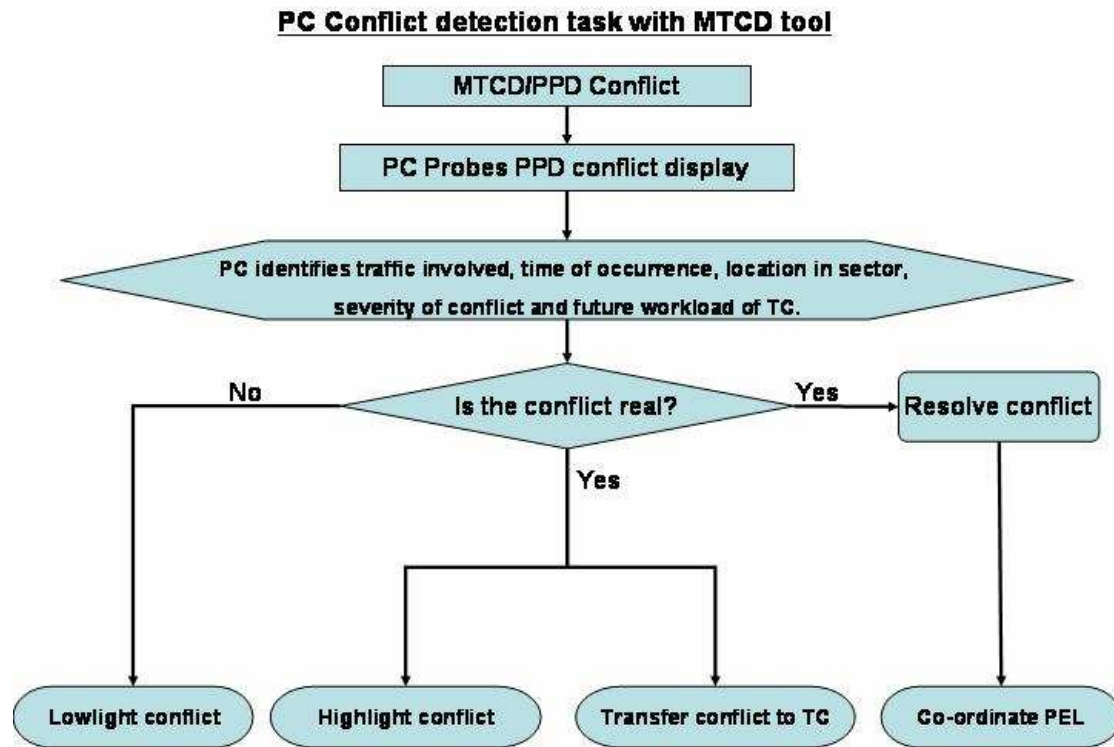 PC Conflict detection task with MTCD tool
MTCD/PPD Conflict
PC Probes PPD conflict display
PC identifies traffic involved, time of occurrence, location in sector,
severity of conflict and future workload of TC.
No
Is the conflict real?
Yes
Resolve conflict
Yes
Lowlight conflict
Highlight conflict
Transfer conflict to TC
Co-ordinate PEL